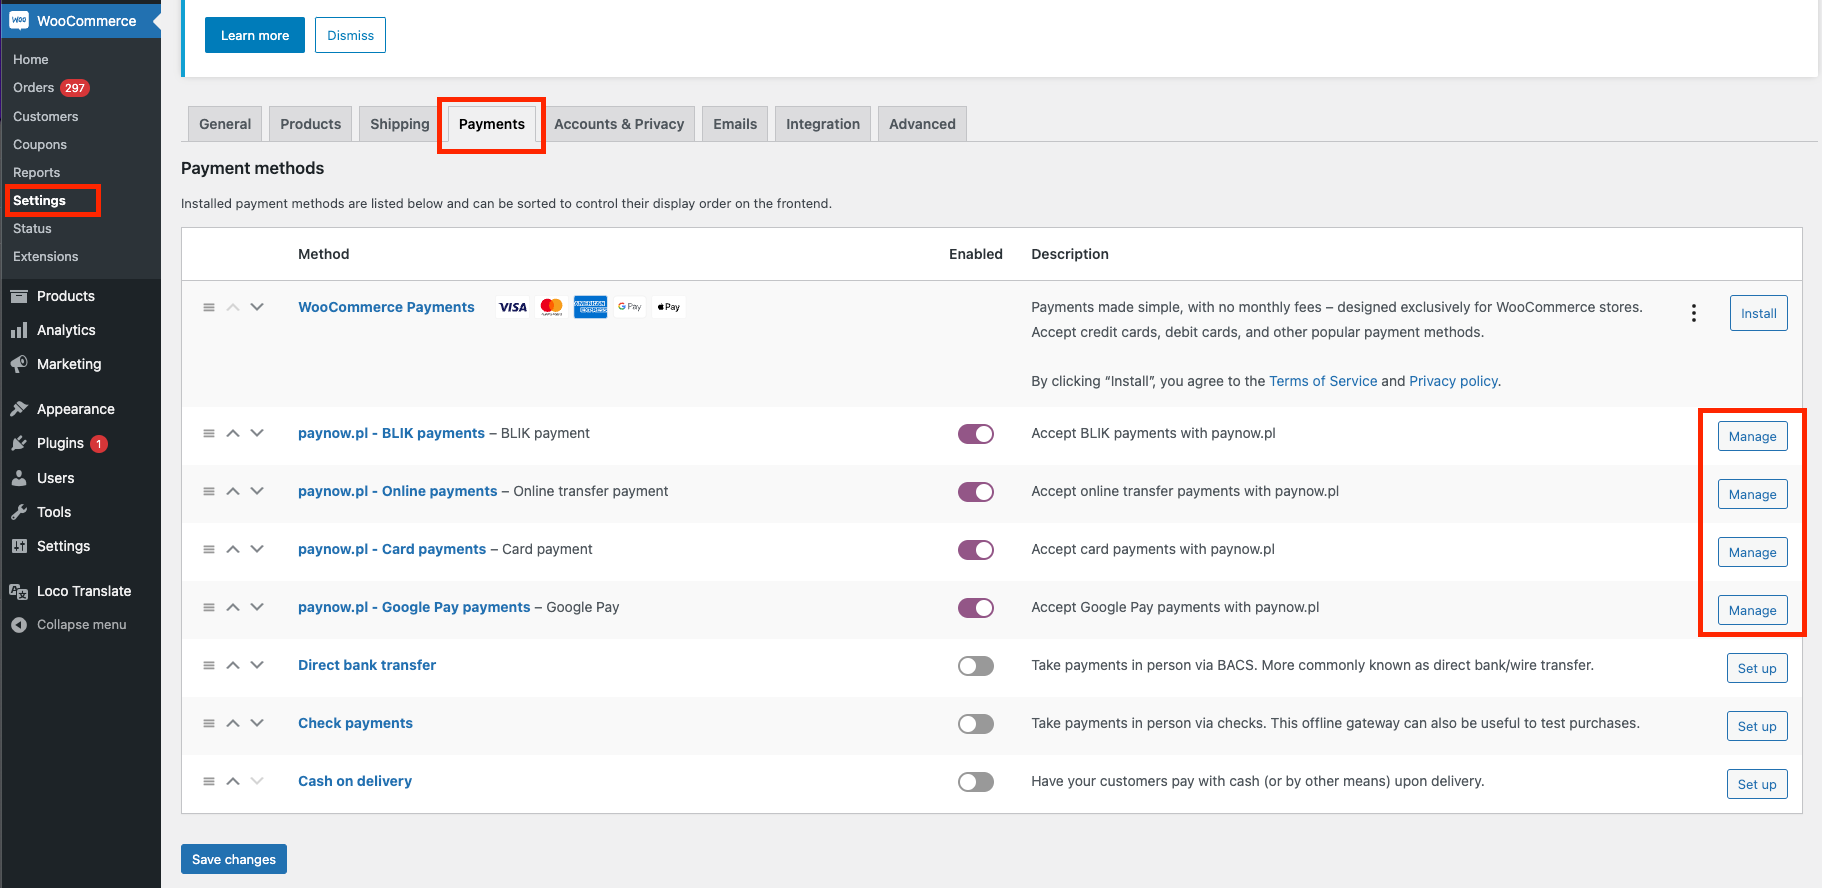 WOO WooCommerce
Home
Orders 297
Customers
Coupons
Reports
Settings
Status
Extensions
Products
Analytics
Marketing
Appearance
Plugins 1
Users
Tools
Settings
Loco Translate
Collapse menu
Learn more Dismiss
General Products Shipping Payments Accounts & Privacy Emails Integration Advanced
Payment methods
Installed payment methods are listed below and can be sorted to control their display order on the frontend.
Method Enabled Description
WooCommerce Payments VISA AMERICAN EXPRESS G Pay Pay Payments made simple, with no monthly fees – designed exclusively for WooCommerce stores. Install
Accept credit cards, debit cards, and other popular payment methods.
By clicking “Install”, you agree to the Terms of Service and Privacy policy.
paynow.pl - BLIK payments – BLIK payment Accept BLIK payments with paynow.pl Manage
paynow.pl - Online payments – Online transfer payment Accept online transfer payments with paynow.pl Manage
paynow.pl - Card payments – Card payment Accept card payments with paynow.pl Manage
paynow.pl - Google Pay payments – Google Pay Accept Google Pay payments with paynow.pl Manage
Direct bank transfer Take payments in person via BACS. More commonly known as direct bank/wire transfer. Set up
Check payments Take payments in person via checks. This offline gateway can also be useful to test purchases. Set up
Cash on delivery Have your customers pay with cash (or by other means) upon delivery. Set up
Save changes